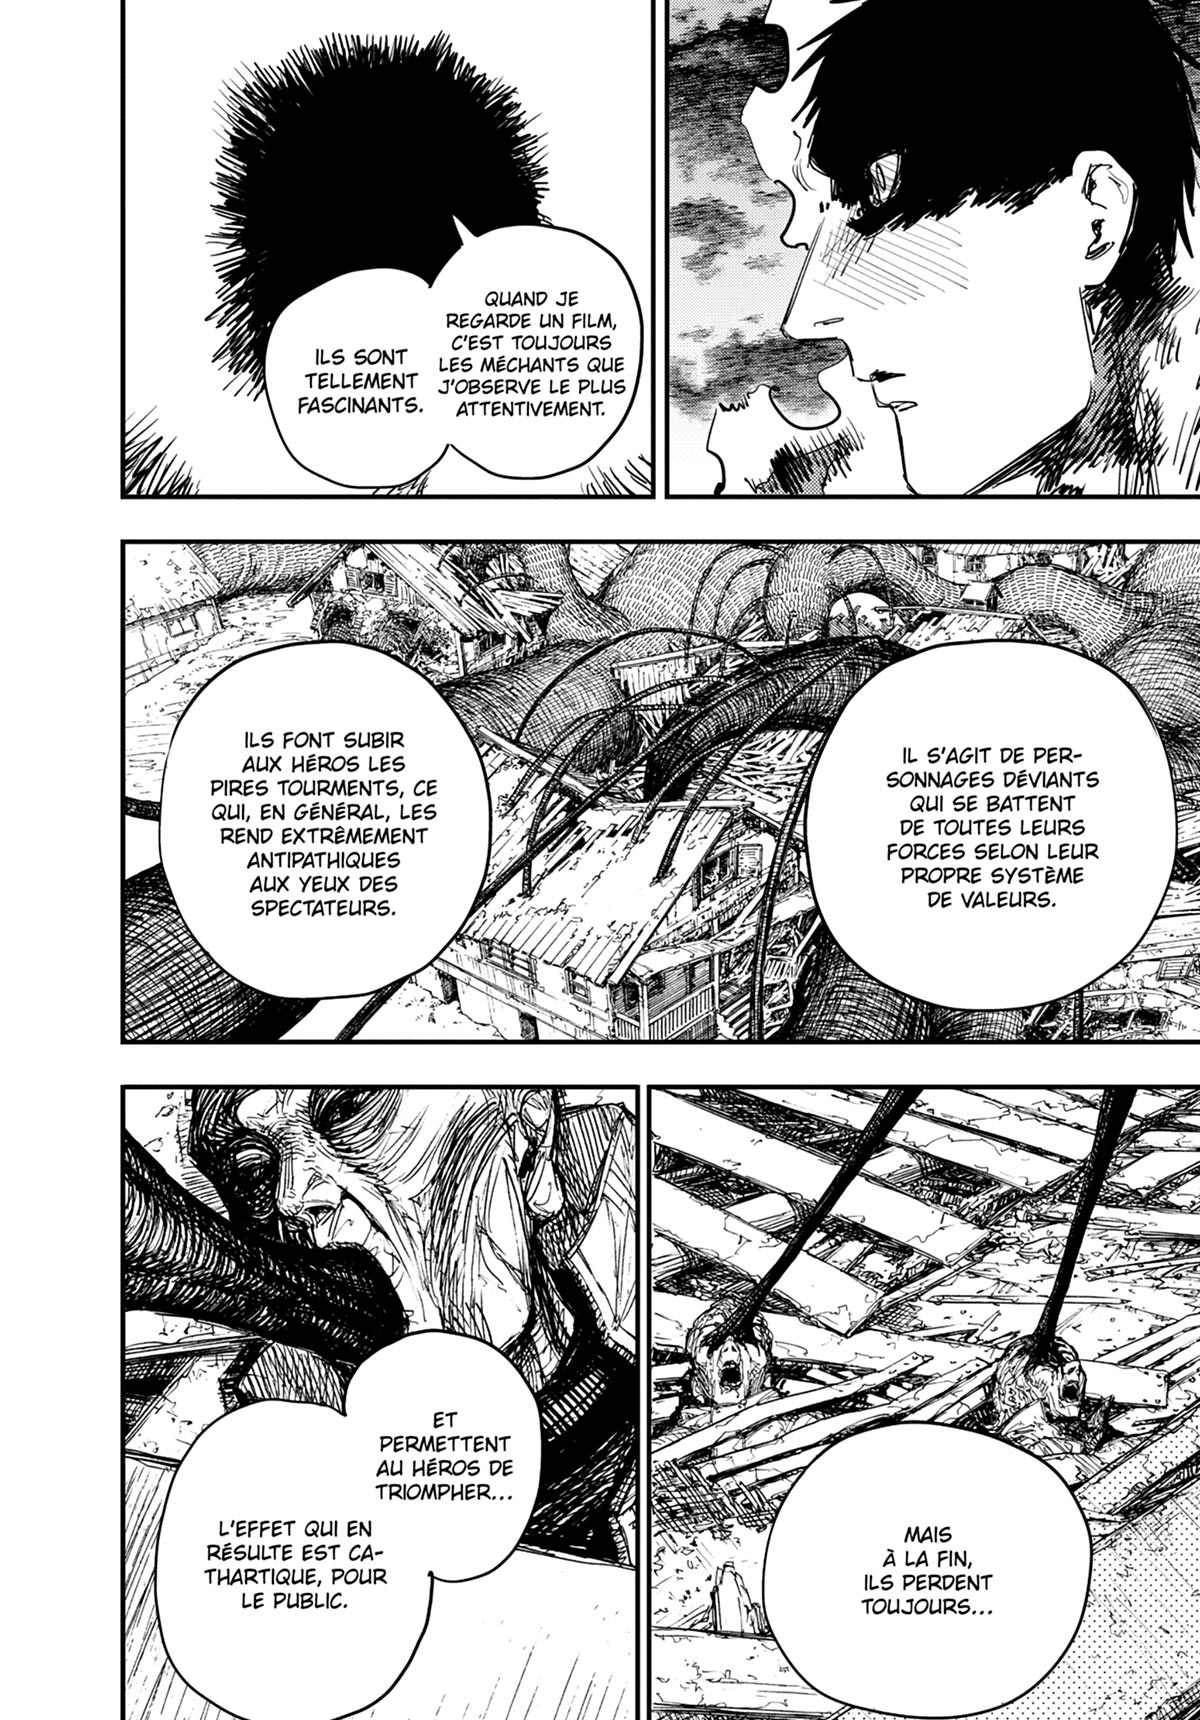 QUAND JE
REGARDE UN FILM,
C'EST TOUJOURS
LES MÉCHANTS QUE
J'OBSERVE LE PLUS
ATTENTIVEMENT.
ILS SONT
TELLEMENT
FASCINANTS.
IL S'AGIT DE PER-
SONNAGES DÉVIANTS
QUI SE BATTENT
DE TOUTES LEURS
FORCES SELON LEUR
PROPRE SYSTÈME
DE VALEURS.
ILS FONT SUBIR
AUX HÉROS LES
PIRES TOURMENTS, CE
QUI, EN GÉNÉRAL, LES
REND EXTRÊMEMENT
ANTIPATHIQUES
AUX YEUX DES
SPECTATEURS.
MAIS
À LA FIN,
ILS PERDENT
TOUJOURS...
ET
PERMETTENT
AU HÉROS DE
TRIOMPHER...
L'EFFET QUI EN
RÉSULTE EST CA-
THARTIQUE, POUR
LE PUBLIC.